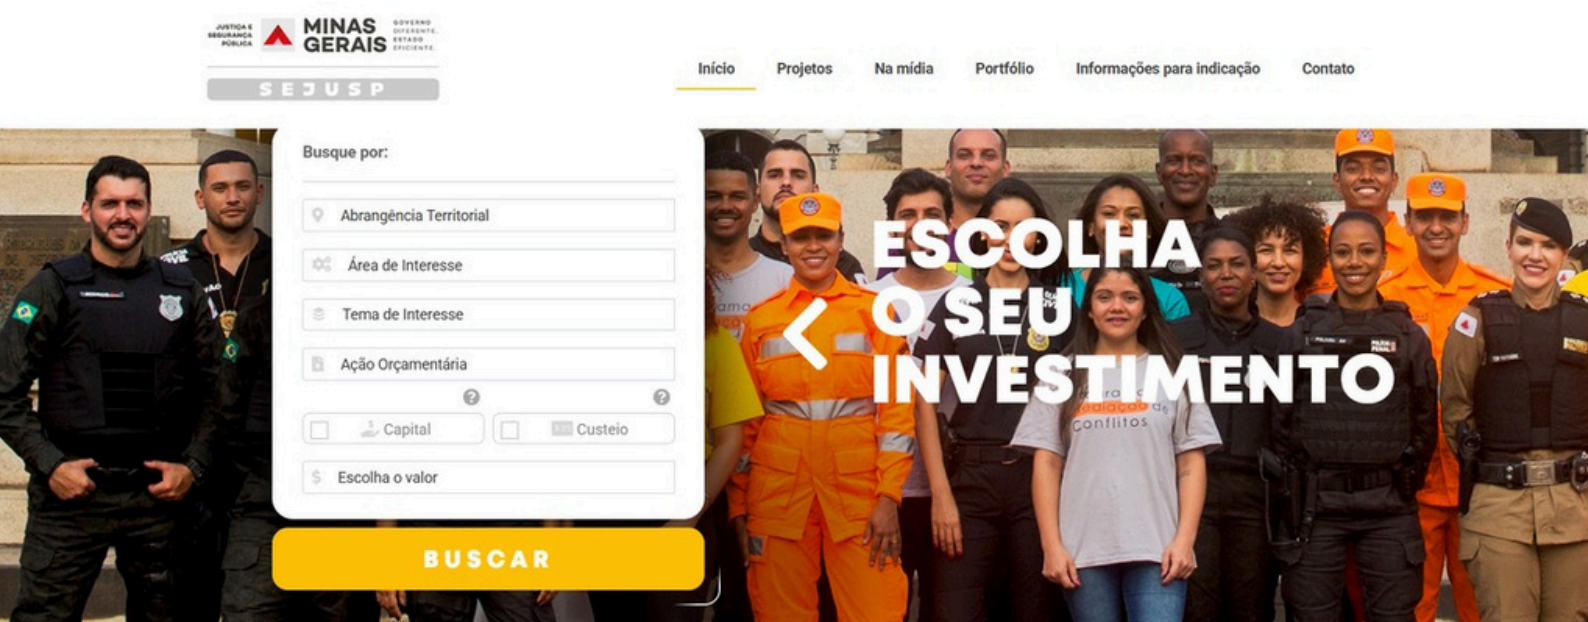 JUSTIÇA E
SEGURANÇA
PÚBLICA
MINAS
GERAIS
GOVERNO
DIFERENTE.
ESTADO
EFICIENTE.
SEJUSP
Início Projetos Na mídia Portfólio Informações para indicação Contato
Busque por:
Abrangência Territorial
Área de Interesse
Tema de Interesse
Ação Orçamentária
? ?
Capital Custeio
$ Escolha o valor
BUSCAR
ESCOLHA
O SEU
INVESTIMENTO
de
Conflitos